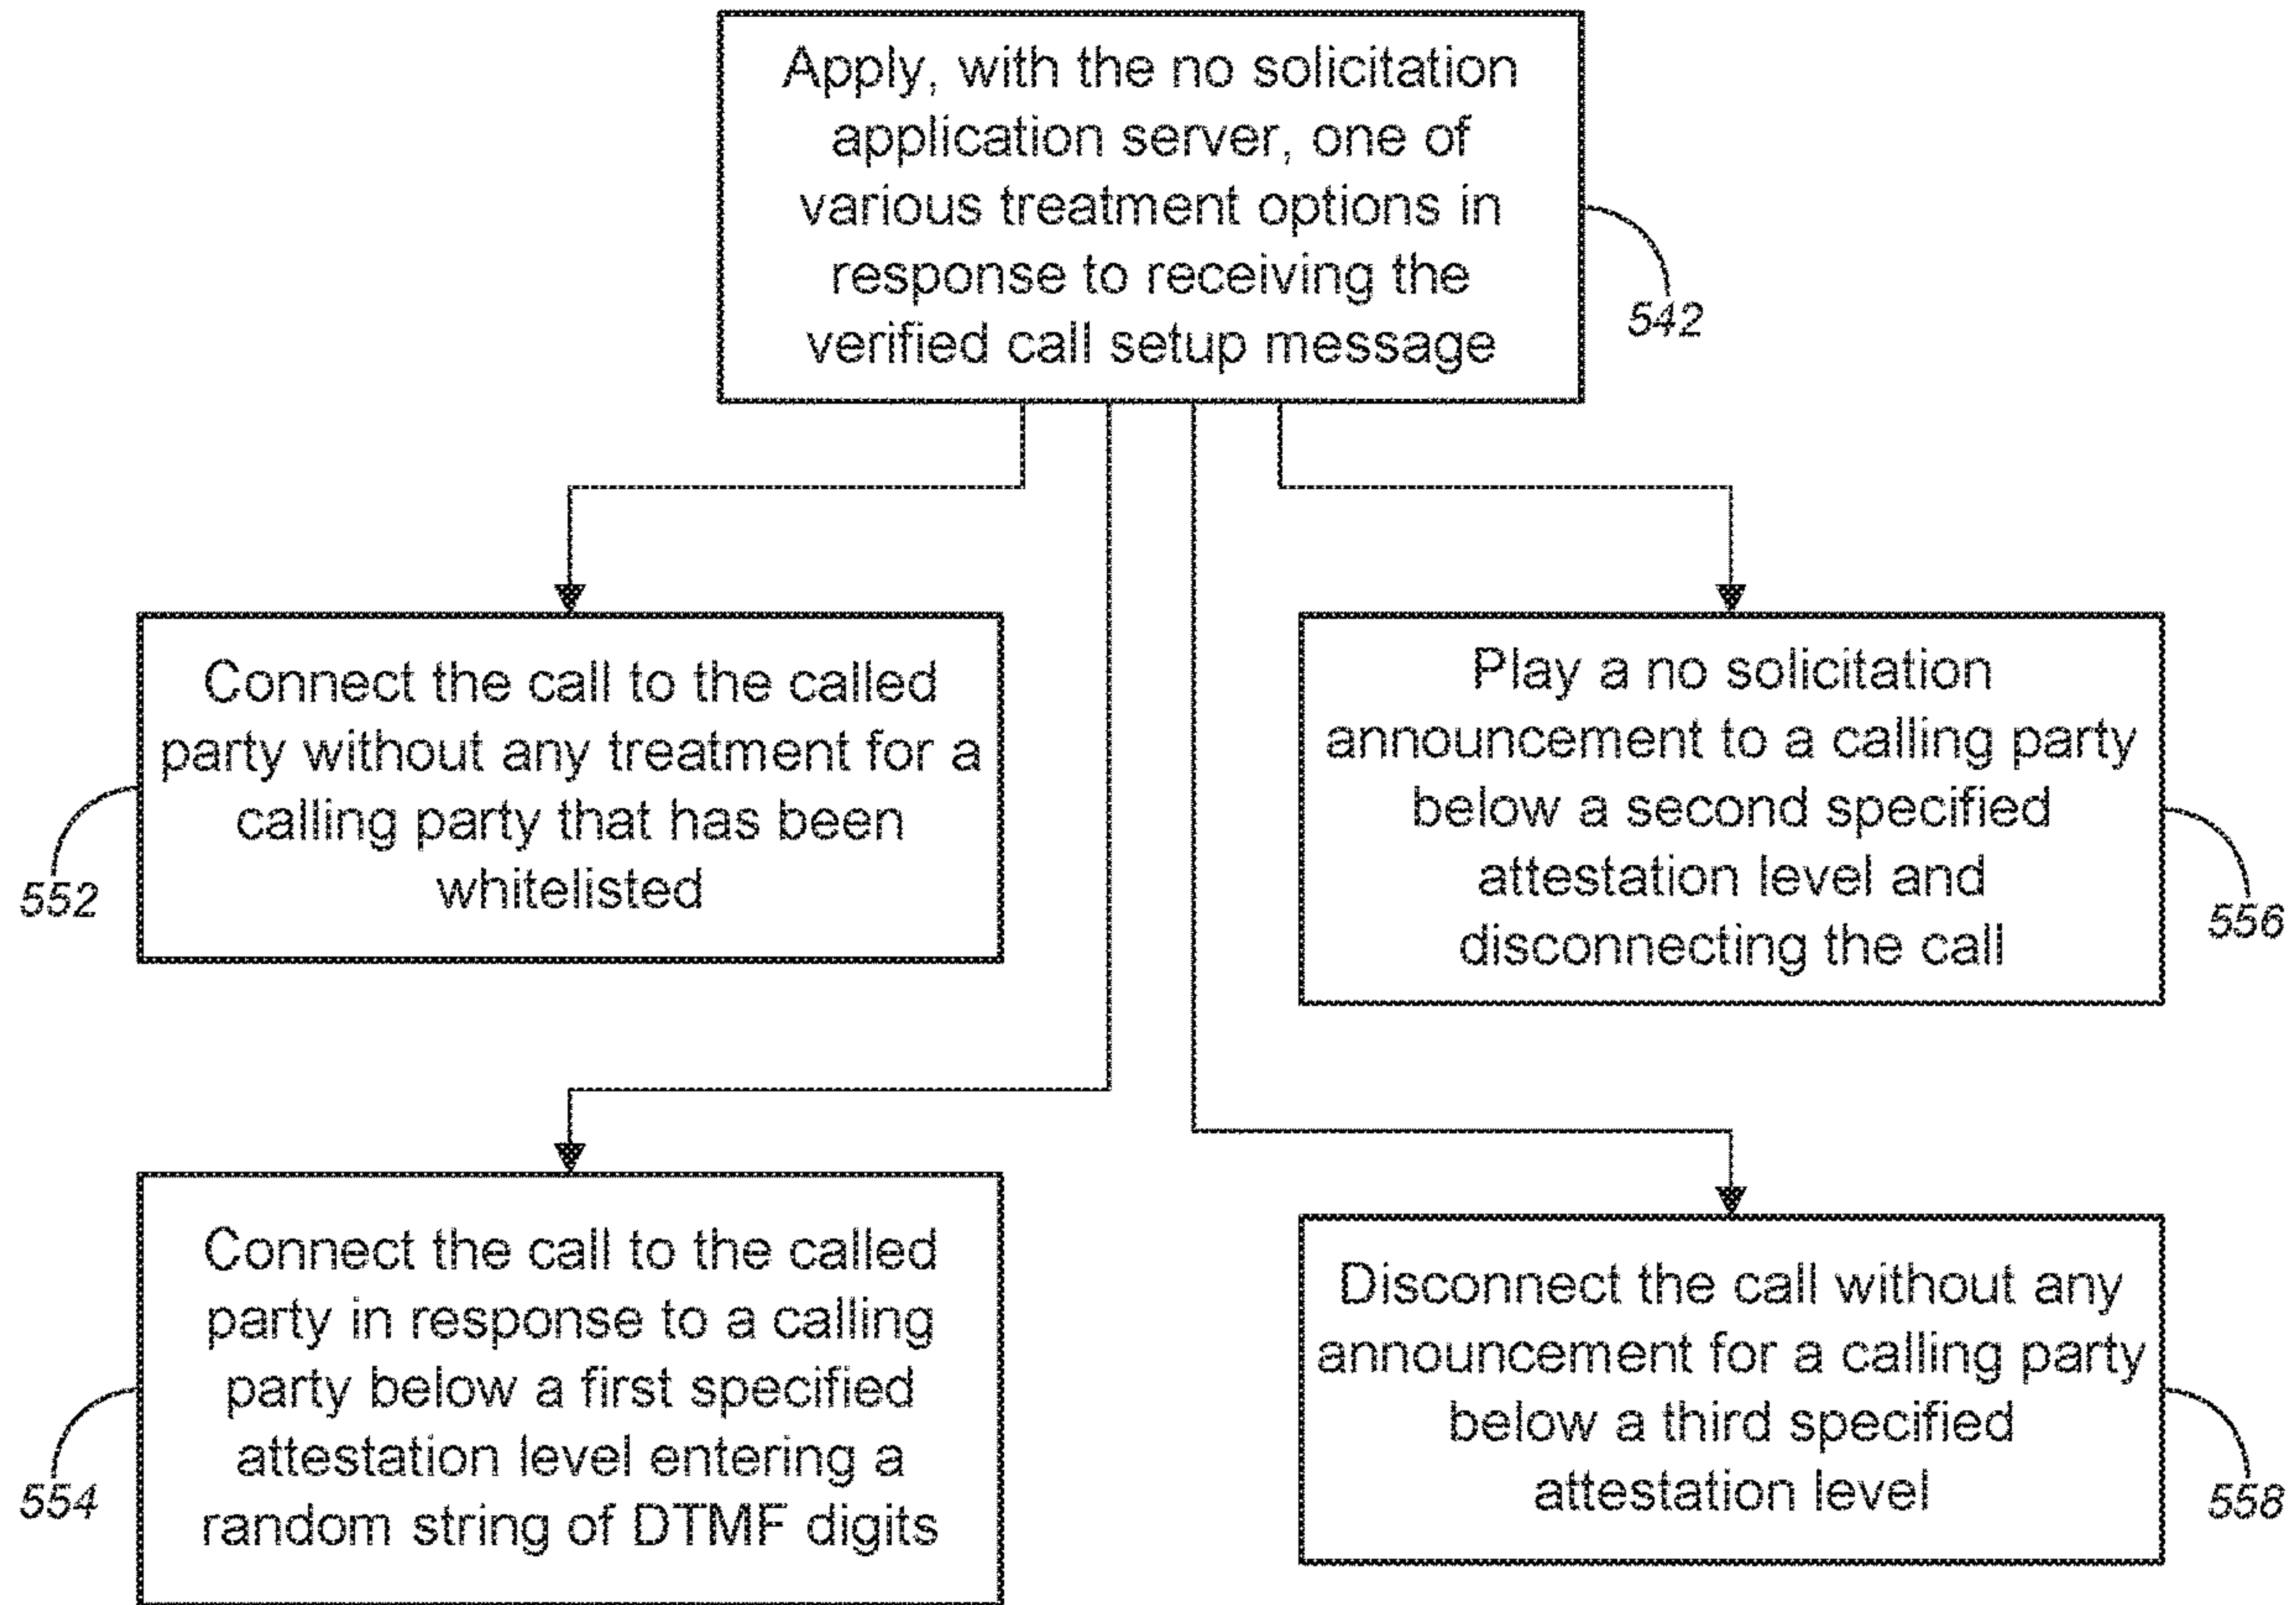 Apply, with the no solicitation
application server, one of
various treatment options in
response to receiving the
verified call setup message
542
Connect the call to the called
party without any treatment for a
calling party that has been
whitelisted
552
Play a no solicitation
announcement to a calling party
below a second specified
attestation level and
disconnecting the call
556
Connect the call to the called
party in response to a calling
party below a first specified
attestation level entering a
random string of DTMF digits
554
Disconnect the call without any
announcement for a calling party
below a third specified
attestation level
558